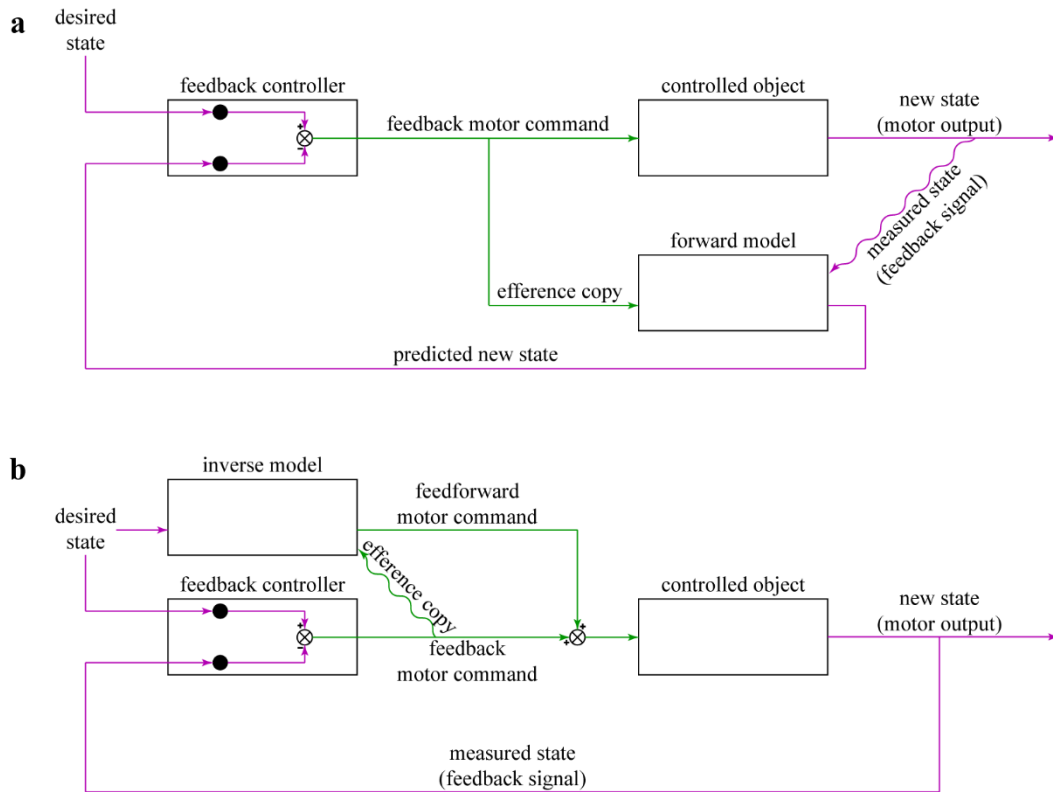 a
desired
state
feedback controller
+
−
feedback motor command
controlled object
new state
(motor output)
measured state
(feedback signal)
forward model
efference copy
predicted new state
b
inverse model
feedforward
motor command
desired
state
efference copy
feedback controller
+
−
feedback
motor command
+
+
controlled object
new state
(motor output)
measured state
(feedback signal)